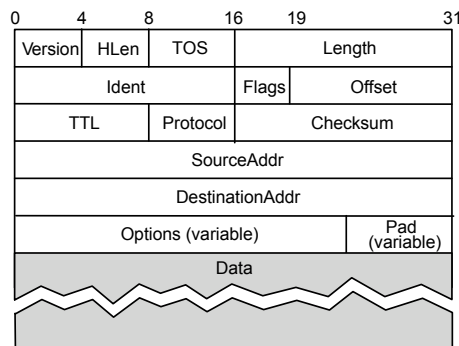 0 4 8 16 19 31
Version HLen TOS Length
Ident Flags Offset
TTL Protocol Checksum
SourceAddr
DestinationAddr
Options (variable) Pad
(variable)
Data